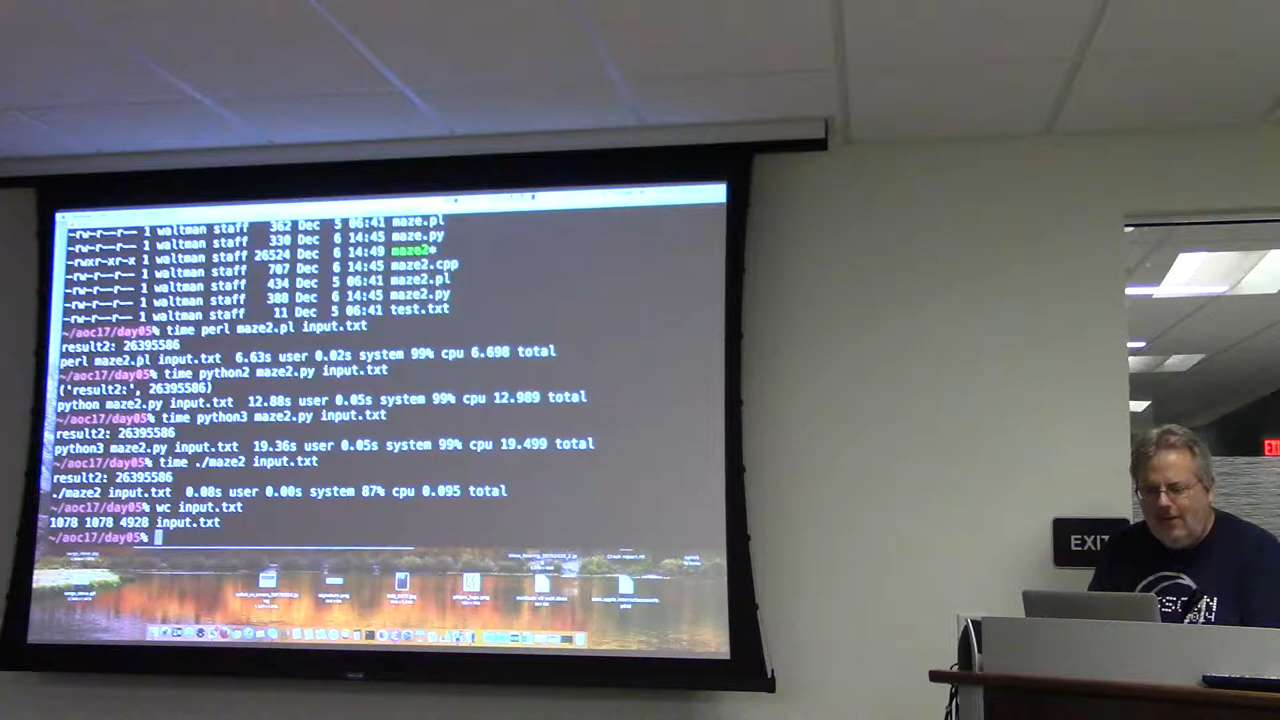 -rw-r--r-- 1 waltman staff 362 Dec 5 06:41 maze.pl
-rw-r--r-- 1 waltman staff 330 Dec 6 14:45 maze.py
-rwxr-xr-x 1 waltman staff 26524 Dec 6 14:49 maze2*
-rw-r--r-- 1 waltman staff 707 Dec 6 14:45 maze2.cpp
-rw-r--r-- 1 waltman staff 434 Dec 5 06:41 maze2.pl
-rw-r--r-- 1 waltman staff 388 Dec 6 14:45 maze2.py
-rw-r--r-- 1 waltman staff 11 Dec 5 06:41 test.txt
~/aoc17/day05% time perl maze2.pl input.txt
result2: 26395586
perl maze2.pl input.txt 6.63s user 0.02s system 99% cpu 6.698 total
~/aoc17/day05% time python2 maze2.py input.txt
('result2:', 26395586)
python maze2.py input.txt 12.88s user 0.05s system 99% cpu 12.989 total
~/aoc17/day05% time python3 maze2.py input.txt
result2: 26395586
python3 maze2.py input.txt 19.36s user 0.05s system 99% cpu 19.499 total
~/aoc17/day05% time ./maze2 input.txt
result2: 26395586
./maze2 input.txt 0.08s user 0.00s system 87% cpu 0.095 total
~/aoc17/day05% wc input.txt
1078 1078 4928 input.txt
~/aoc17/day05%
EXIT